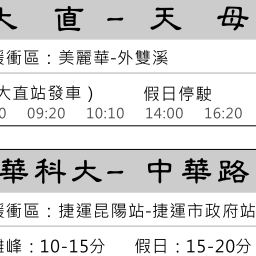 大 直 - 天 母
緩衝區：美麗華-外雙溪
大直站發車） 假日停駛
0 09:20 10:10 14:00 16:20
華科大- 中華路
緩衝區：捷運昆陽站-捷運市政府站
離峰：10-15分 假日：15-20分